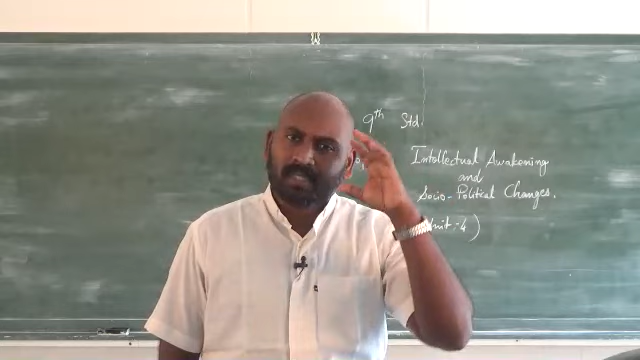 9th Std.
Intellectual Awakening
and
Socio-Political Changes.
Unit:4)